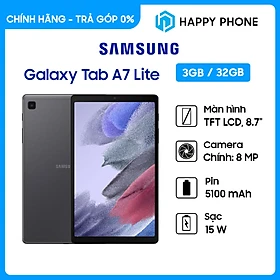 CHÍNH HÃNG - TRẢ GÓP 0%
HAPPY PHONE
SAMSUNG
Galaxy Tab A7 Lite
3GB / 32GB
Màn hình
TFT LCD, 8.7"
Camera
Chính: 8 MP
Pin
5100 mAh
Sạc
15 W
SAMSUNG